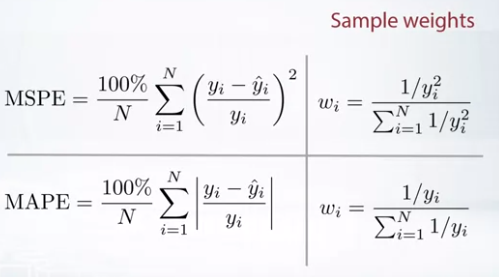 Sample weights
MSPE = \frac{100\%}{N} \sum_{i=1}^{N} \left( \frac{y_i - \hat{y}_i}{y_i} \right)^2
w_i = \frac{1/y_i^2}{\sum_{i=1}^{N} 1/y_i^2}
MAPE = \frac{100\%}{N} \sum_{i=1}^{N} \left| \frac{y_i - \hat{y}_i}{y_i} \right|
w_i = \frac{1/y_i}{\sum_{i=1}^{N} 1/y_i}